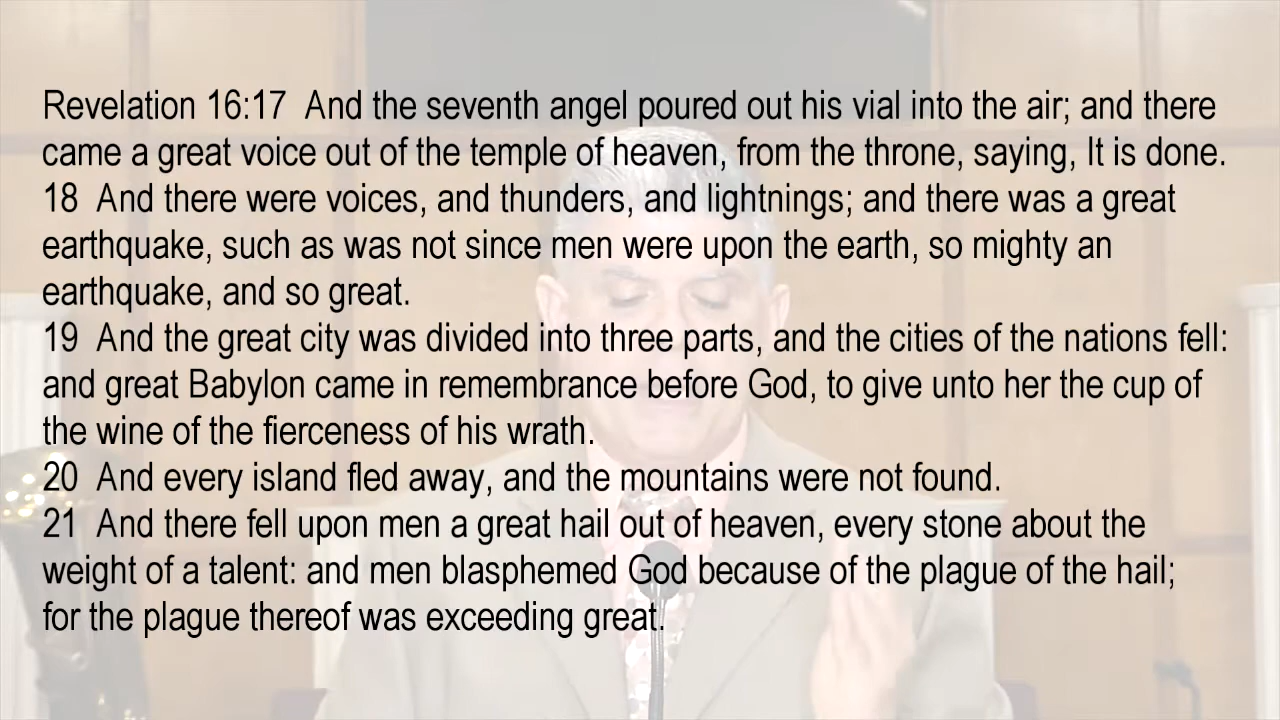 Revelation 16:17  And the seventh angel poured out his vial into the air; and there
came a great voice out of the temple of heaven, from the throne, saying, It is done.
18  And there were voices, and thunders, and lightnings; and there was a great
earthquake, such as was not since men were upon the earth, so mighty an
earthquake, and so great.
19  And the great city was divided into three parts, and the cities of the nations fell:
and great Babylon came in remembrance before God, to give unto her the cup of
the wine of the fierceness of his wrath.
20  And every island fled away, and the mountains were not found.
21  And there fell upon men a great hail out of heaven, every stone about the
weight of a talent: and men blasphemed God because of the plague of the hail;
for the plague thereof was exceeding great.